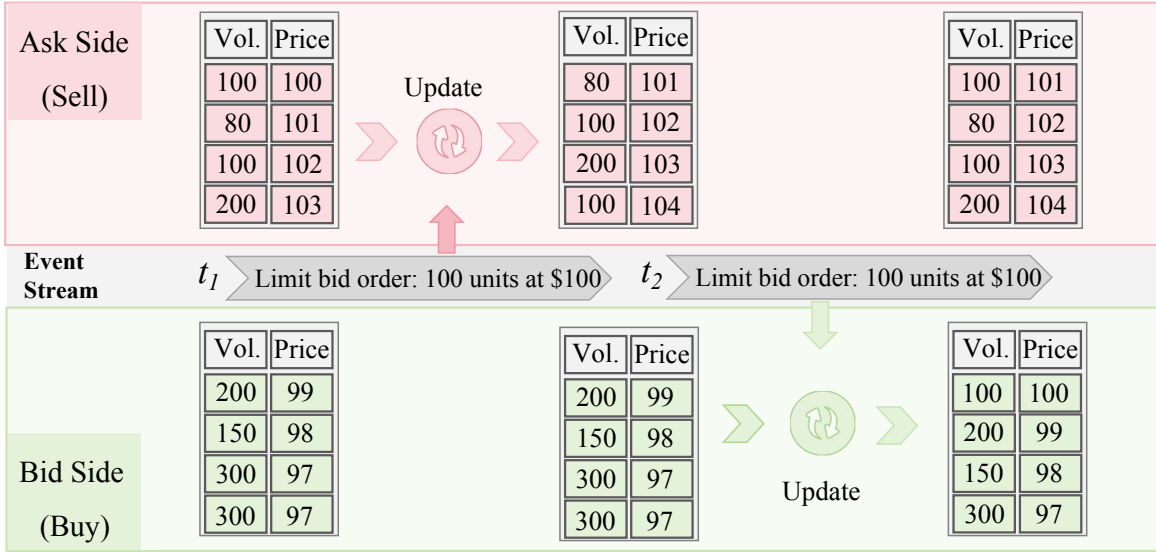 Ask Side
(Sell)
Vol. Price
100 100
80 101
100 102
200 103
Update
Vol. Price
80 101
100 102
200 103
100 104
Vol. Price
100 101
80 102
100 103
200 104
Event
Stream
t1 Limit bid order: 100 units at $100
t2 Limit bid order: 100 units at $100
Bid Side
(Buy)
Vol. Price
200 99
150 98
300 97
300 97
Vol. Price
200 99
150 98
300 97
300 97
Update
Vol. Price
100 100
200 99
150 98
300 97